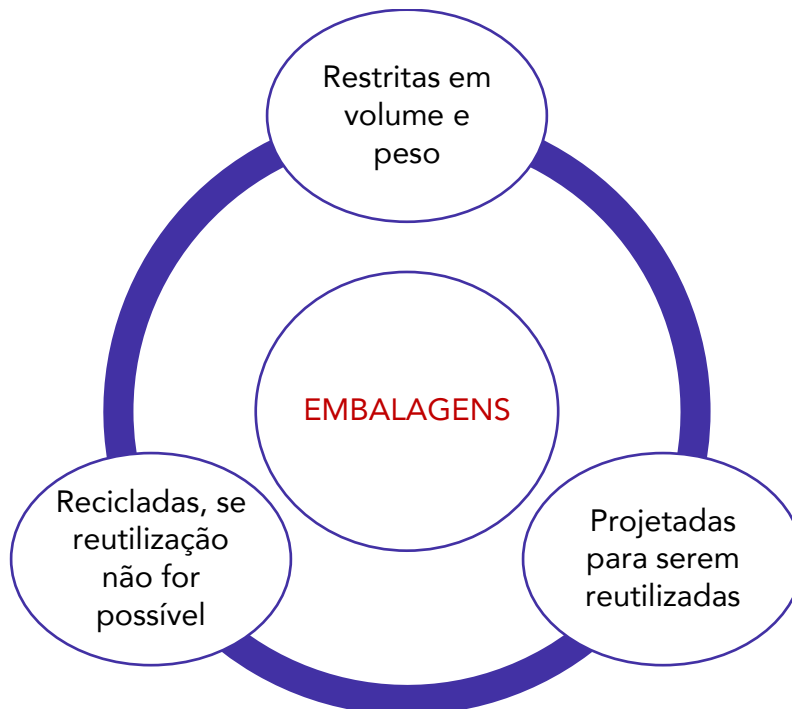 Restritas em
volume e
peso
EMBALAGENS
Recicladas, se
reutilização
não for
possível
Projetadas
para serem
reutilizadas